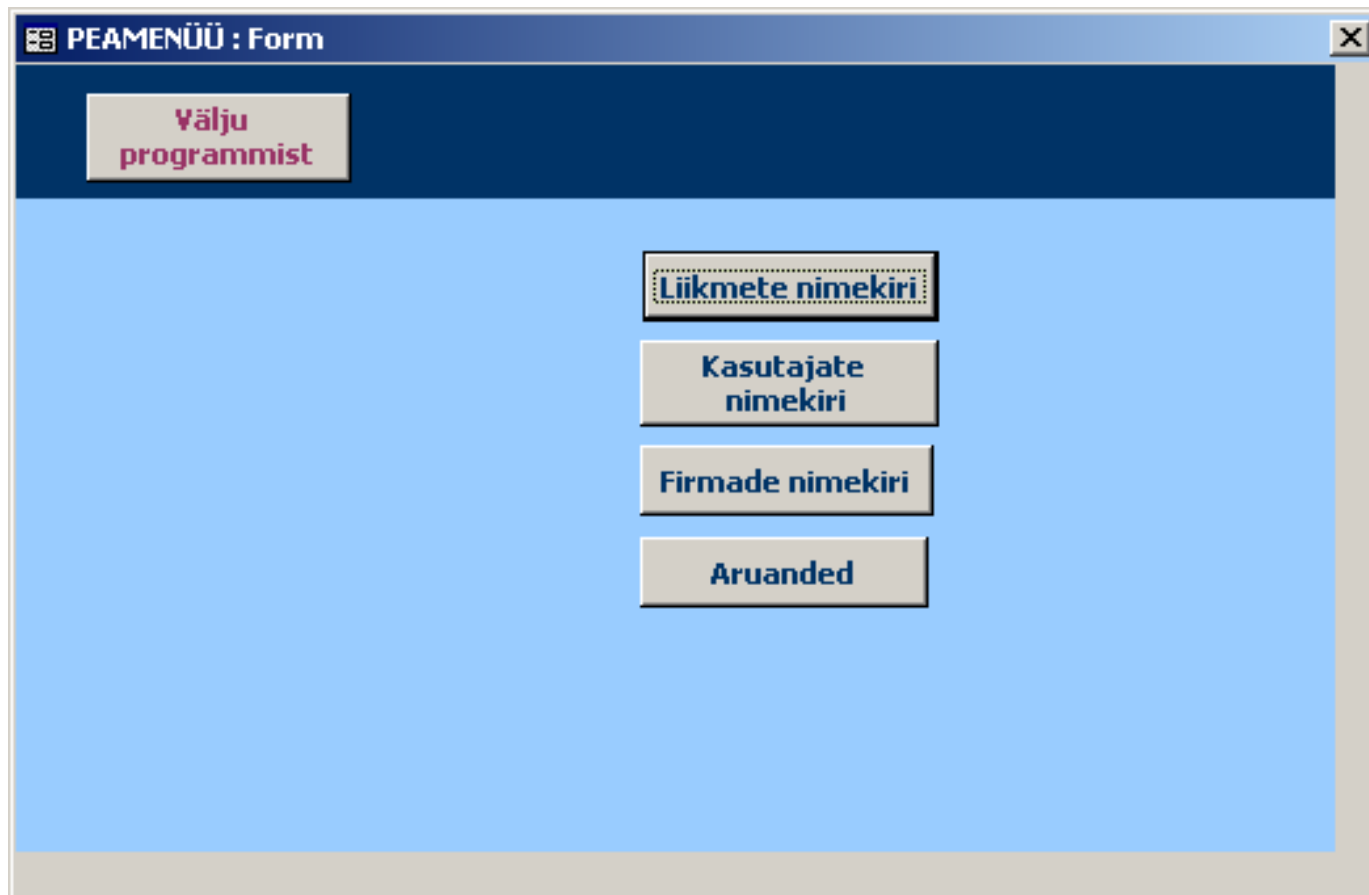 PEAMENÜÜ : Form
Välju
programmist
Liikmete nimekiri
Kasutajate
nimekiri
Firmade nimekiri
Aruanded